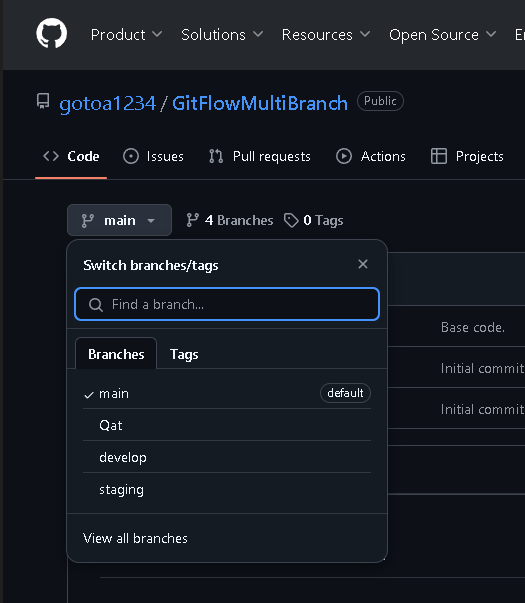 Product Solutions Resources Open Source
gotoa1234 / GitFlowMultiBranch Public
Code Issues Pull requests Actions Projects
main 4 Branches 0 Tags
Switch branches/tags
Find a branch...
Base code.
Branches Tags
Initial commit
main default
Initial commit
Qat
develop
staging
View all branches